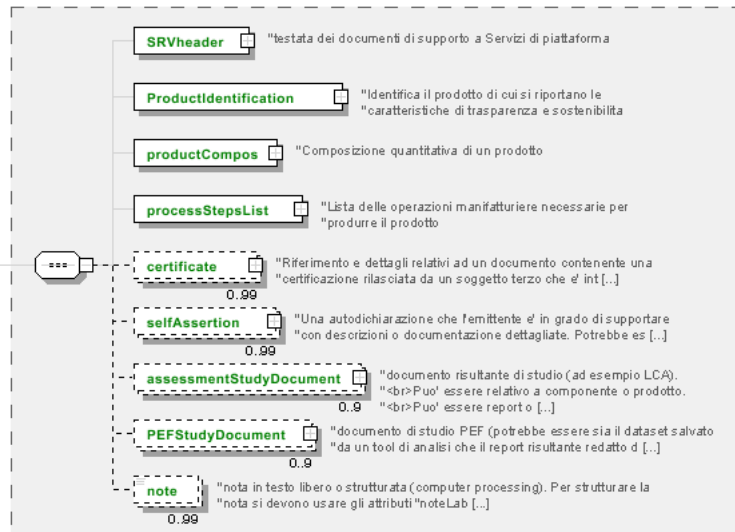 SRVheader
"testata dei documenti di supporto a Servizi di piattaforma
ProductIdentification
"Identifica il prodotto di cui si riportano le
"caratteristiche di trasparenza e sostenibilita
productCompos
"Composizione quantitativa di un prodotto
processStepsList
"Lista delle operazioni manifatturiere necessarie per
"produrre il prodotto
certificate
"Riferimento e dettagli relativi ad un documento contenente una
"certificazione rilasciata da un soggetto terzo che e' int [...]
0..99
selfAssertion
"Una autodichiarazione che l'emittente e' in grado di supportare
"con descrizioni o documentazione dettagliate. Potrebbe es [...]
0..99
assessmentStudyDocument
"documento risultante di studio (ad esempio LCA).
"<br>Puo' essere relativo a componente o prodotto.
"<br>Puo' essere report o [...]
0..9
PEFStudyDocument
"documento di studio PEF (potrebbe essere sia il dataset salvato
"da un tool di analisi che il report risultante redatto d [...]
0..9
note
"nota in testo libero o strutturata (computer processing). Per strutturare la
"nota si devono usare gli attributi "noteLab [...]
0..99